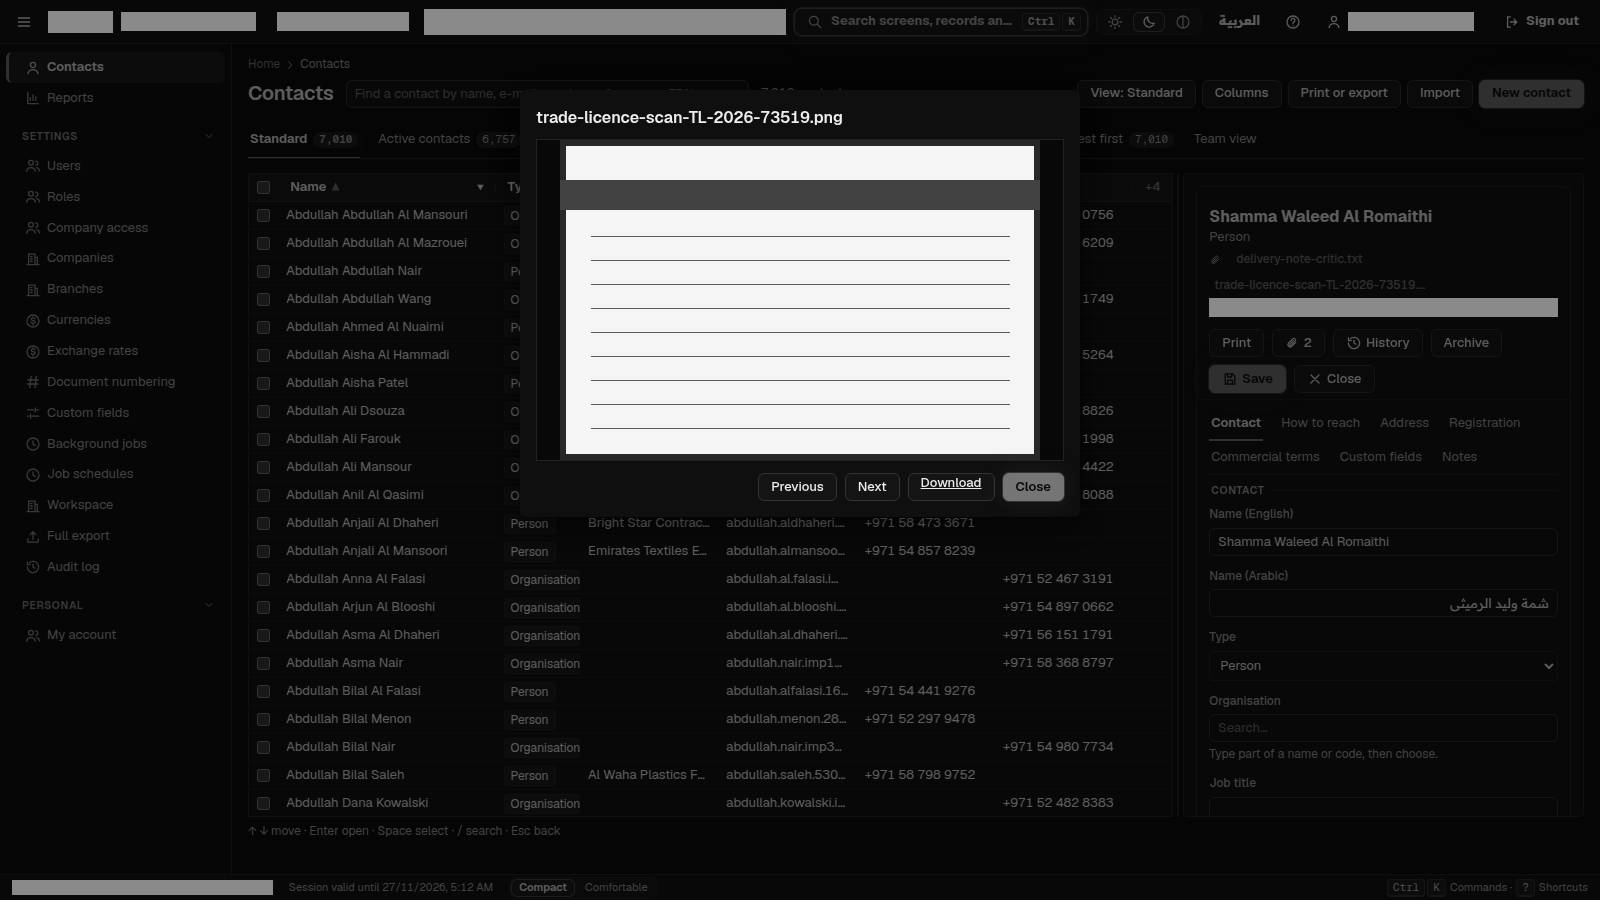 Search screens, records an... Ctrl K
العربية
Sign out
Contacts
Reports
SETTINGS
Users
Roles
Company access
Companies
Branches
Currencies
Exchange rates
Document numbering
Custom fields
Background jobs
Job schedules
Workspace
Full export
Audit log
PERSONAL
My account
Home > Contacts
Contacts
Find a contact by name, e-m
View: Standard
Columns
Print or export
Import
New contact
Standard 7,010
Active contacts 6,757
est first 7,010
Team view
trade-licence-scan-TL-2026-73519.png
Previous
Next
Download
Close
Name
+4
Abdullah Abdullah Al Mansouri 0756
Abdullah Abdullah Al Mazrouei 6209
Abdullah Abdullah Nair
Abdullah Abdullah Wang 1749
Abdullah Ahmed Al Nuaimi
Abdullah Aisha Al Hammadi 5264
Abdullah Aisha Patel
Abdullah Ali Dsouza 8826
Abdullah Ali Farouk 1998
Abdullah Ali Mansour 4422
Abdullah Anil Al Qasimi 8088
Abdullah Anjali Al Dhaheri Person Bright Star Contrac... abdullah.aldhaheri... +971 58 473 3671
Abdullah Anjali Al Mansoori Person Emirates Textiles E... abdullah.almansoo... +971 54 857 8239
Abdullah Anna Al Falasi Organisation abdullah.al.falasi.i... +971 52 467 3191
Abdullah Arjun Al Blooshi Organisation abdullah.al.blooshi.... +971 54 897 0662
Abdullah Asma Al Dhaheri Organisation abdullah.al.dhaheri.... +971 56 151 1791
Abdullah Asma Nair Organisation abdullah.nair.imp1... +971 58 368 8797
Abdullah Bilal Al Falasi Person abdullah.alfalasi.16... +971 54 441 9276
Abdullah Bilal Menon Person abdullah.menon.28... +971 52 297 9478
Abdullah Bilal Nair Organisation abdullah.nair.imp3... +971 54 980 7734
Abdullah Bilal Saleh Person Al Waha Plastics F... abdullah.saleh.530... +971 58 798 9752
Abdullah Dana Kowalski Organisation abdullah.kowalski.i... +971 52 482 8383
↑↓ move · Enter open · Space select · / search · Esc back
Shamma Waleed Al Romaithi
Person
delivery-note-critic.txt
trade-licence-scan-TL-2026-73519...
Print
2
History
Archive
Save
Close
Contact
How to reach
Address
Registration
Commercial terms
Custom fields
Notes
CONTACT
Name (English)
Shamma Waleed Al Romaithi
Name (Arabic)
شمة وليد الرميثي
Type
Person
Organisation
Search...
Type part of a name or code, then choose.
Job title
Session valid until 27/11/2026, 5:12 AM
Compact
Comfortable
Ctrl K Commands · ? Shortcuts